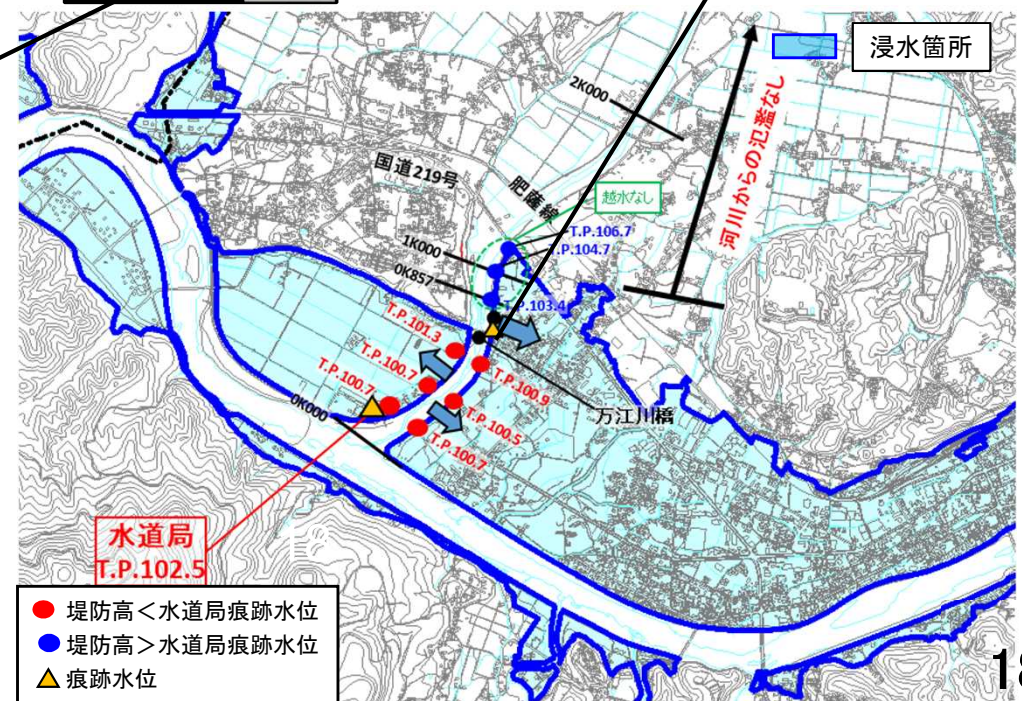 浸水箇所
2K000
河川からの氾濫なし
国道219号
肥薩線
越水なし
T.P.106.7
.P.104.7
1K000
0K857
T.P.103.4
T.P.101.3
T.P.100.7
T.P.100.7
T.P.100.9
T.P.100.5
T.P.100.7
0K000
万江川橋
水道局
T.P.102.5
堤防高＜水道局痕跡水位
堤防高＞水道局痕跡水位
痕跡水位
18